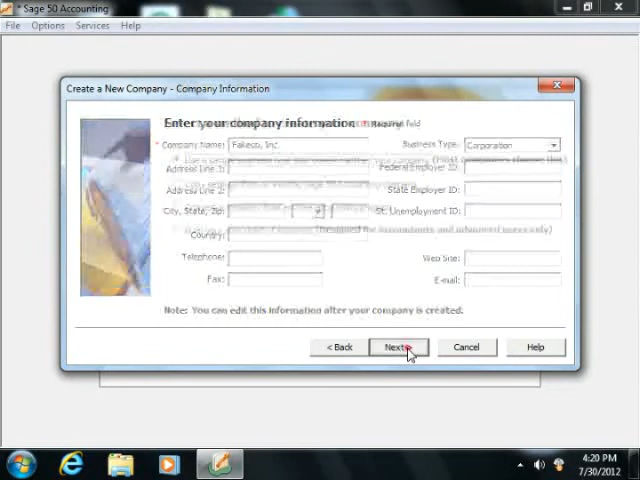 * Sage 50 Accounting
File Options Services Help
Create a New Company - Company Information
Enter your company information
* Required field
* Company Name: Fakeco, Inc. Business Type: Corporation
Address Line 1: Federal Employer ID:
Address Line 2: State Employer ID:
City, State, Zip: St. Unemployment ID:
Country:
Telephone: Web Site:
Fax: E-mail:
Note: You can edit this information after your company is created.
< Back Next Cancel Help
4:20 PM
7/30/2012